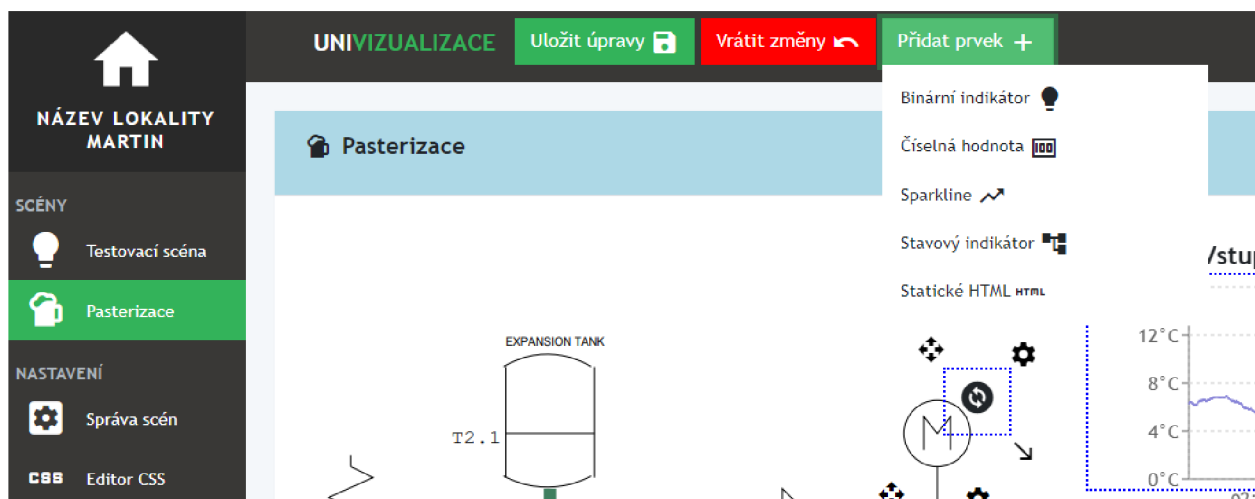 NÁZEV LOKALITY
MARTIN
SCÉNY
Testovací scéna
Pasterizace
NASTAVENÍ
Správa scén
CSS Editor CSS
UNIVIZUALIZACE
Uložit úpravy
Vrátit změny
Přidat prvek
Binární indikátor
Číselná hodnota 100
Sparkline
Stavový indikátor
Statické HTML HTML
Pasterizace
EXPANSION TANK
T2.1
M
12°C
8°C
4°C
0°C